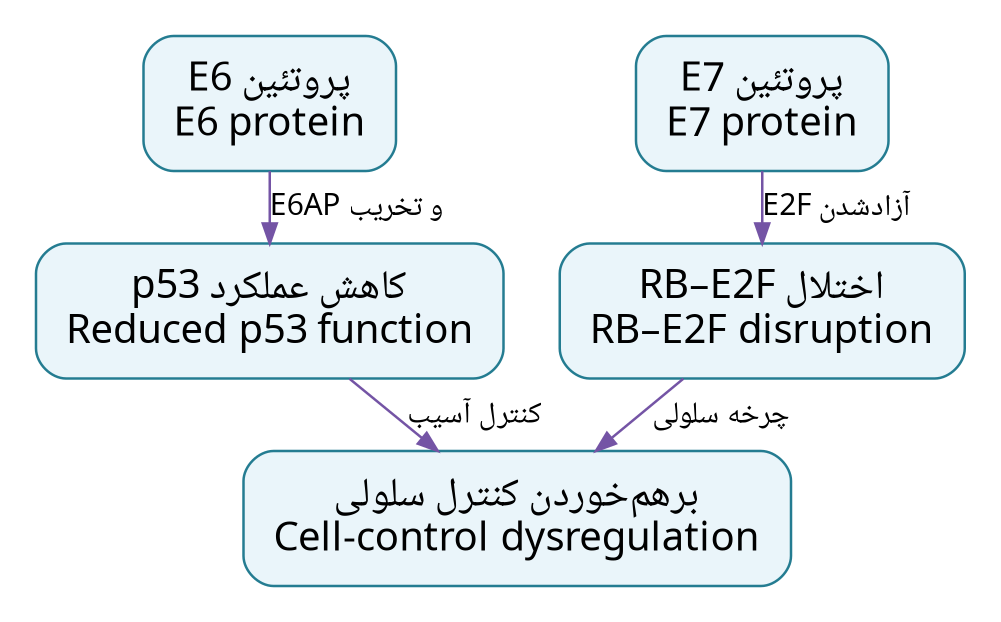 پروتئین E6
E6 protein
پروتئین E7
E7 protein
E6AP و تخریب
آزادشدن E2F
کاهش عملکرد p53
Reduced p53 function
اختلال RB–E2F
RB–E2F disruption
کنترل آسیب
چرخه سلولی
برهم‌خوردن کنترل سلولی
Cell-control dysregulation